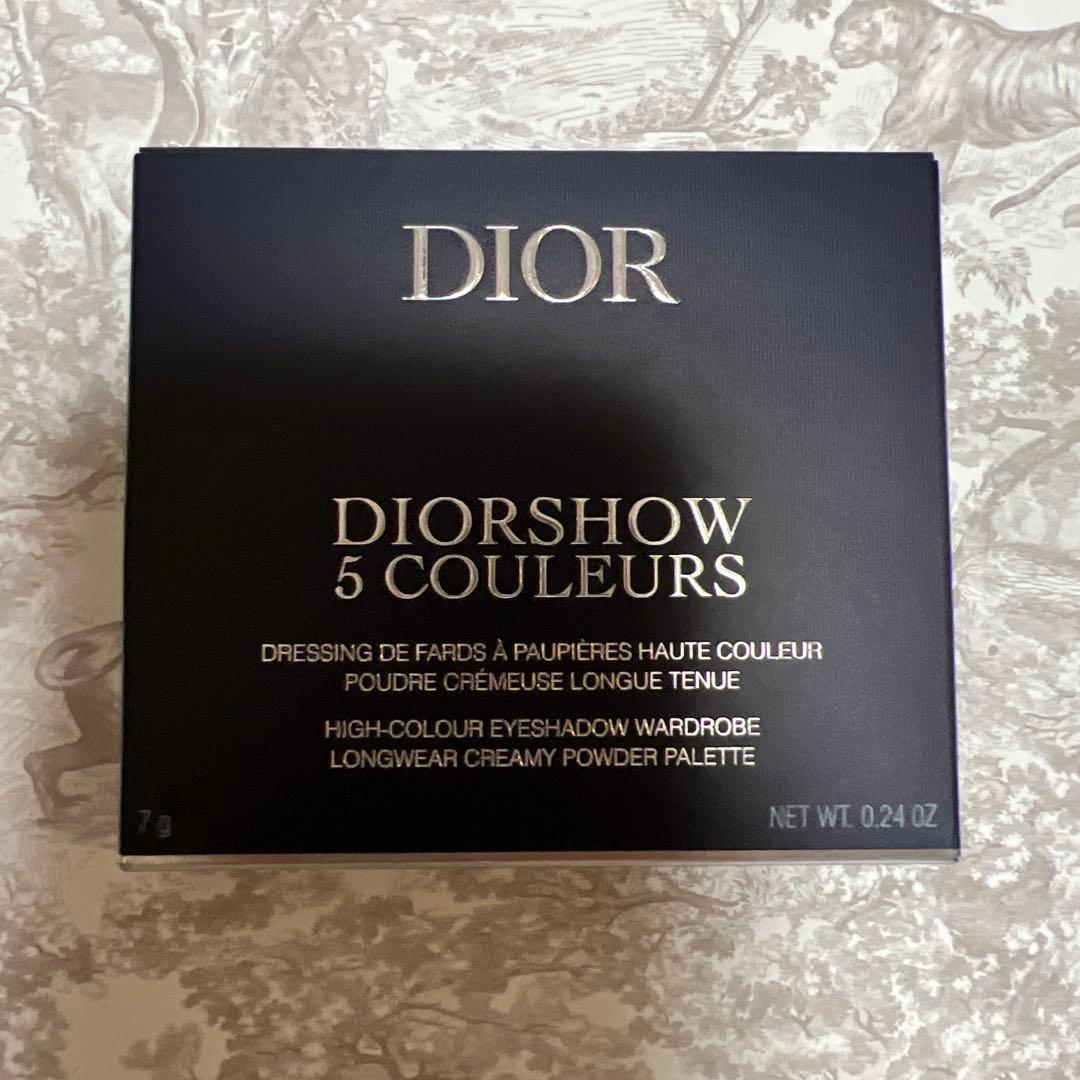 DIOR
DIORSHOW
5 COULEURS
DRESSING DE FARDS À PAUPIÈRES HAUTE COULEUR
POUDRE CRÉMEUSE LONGUE TENUE
HIGH-COLOUR EYESHADOW WARDROBE
LONGWEAR CREAMY POWDER PALETTE
7 g
NET WT. 0.24 OZ